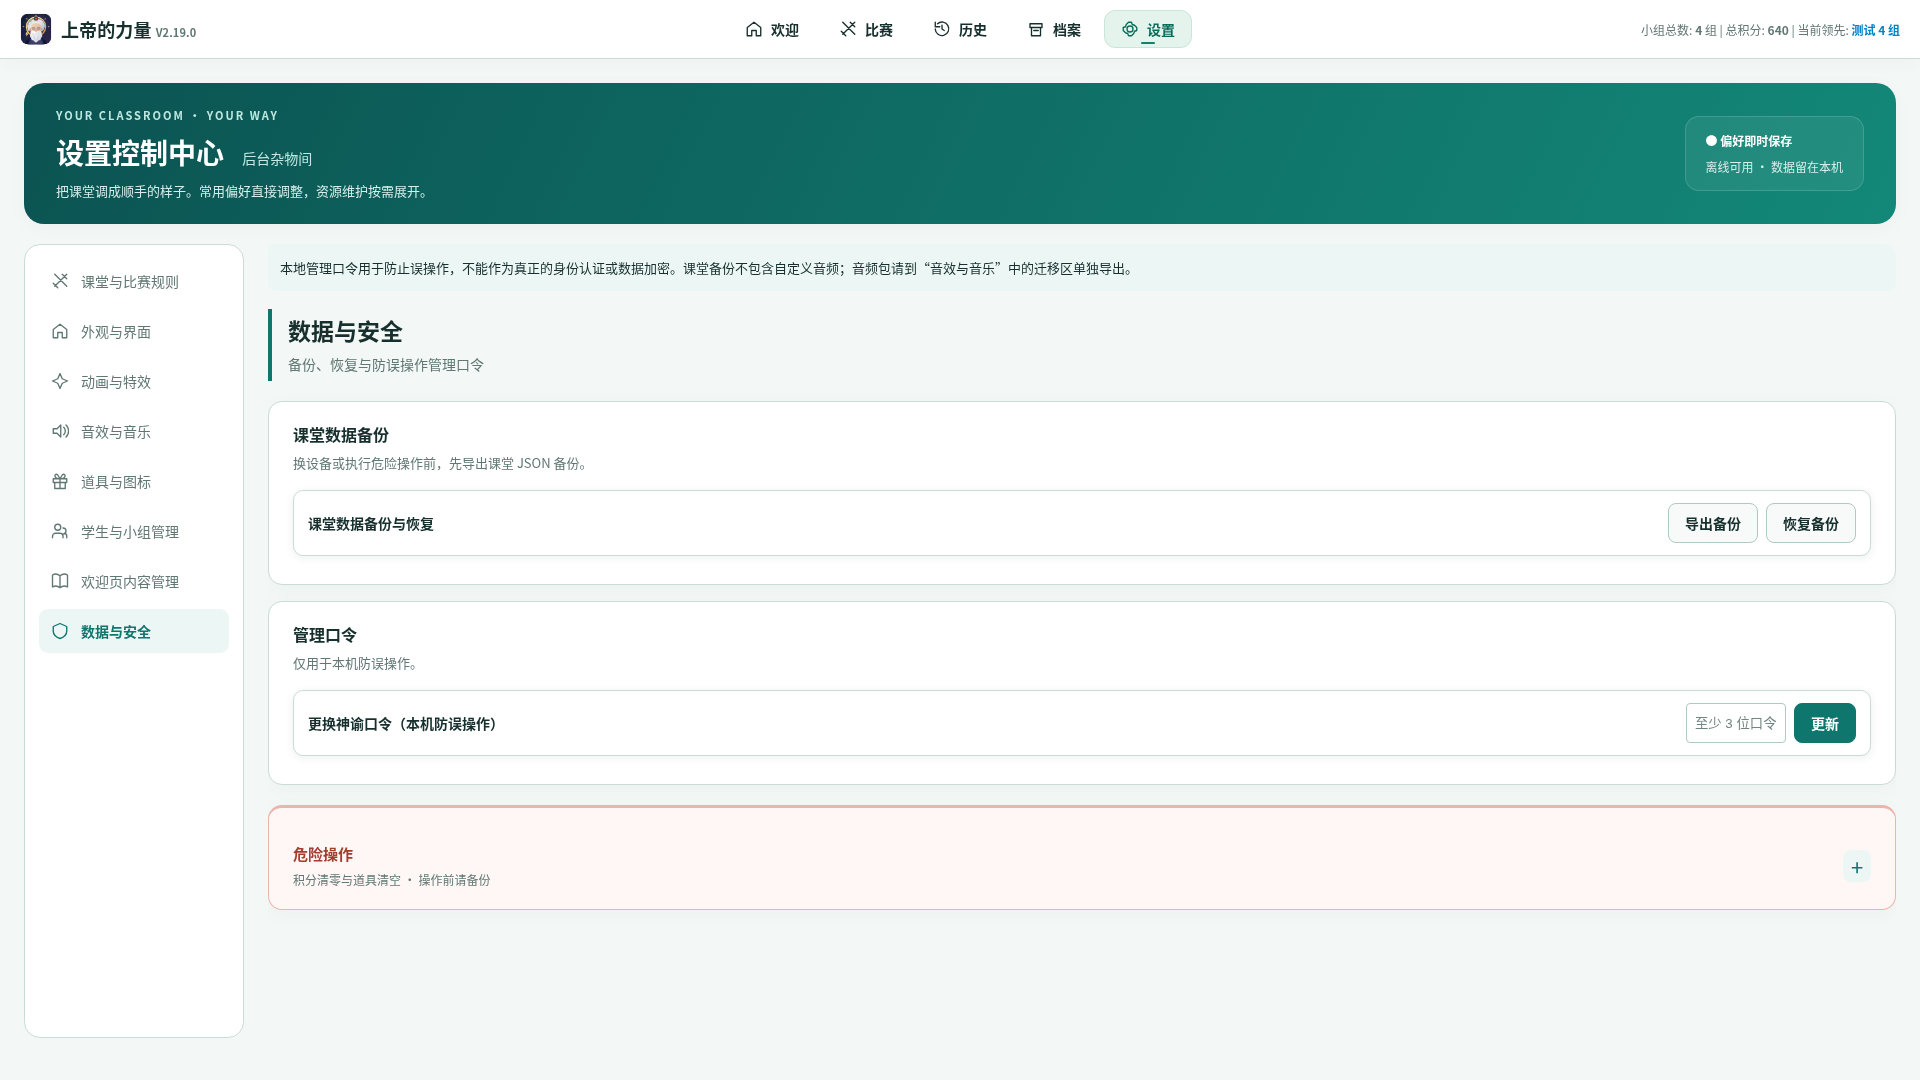 上帝的力量 V2.19.0
欢迎
比赛
历史
档案
设置
小组总数: 4 组 | 总积分: 640 | 当前领先: 测试 4 组
YOUR CLASSROOM · YOUR WAY
设置控制中心 后台杂物间
把课堂调成顺手的样子。常用偏好直接调整，资源维护按需展开。
偏好即时保存
离线可用 · 数据留在本机
课堂与比赛规则
外观与界面
动画与特效
音效与音乐
道具与图标
学生与小组管理
欢迎页内容管理
数据与安全
本地管理口令用于防止误操作，不能作为真正的身份认证或数据加密。课堂备份不包含自定义音频；音频包请到“音效与音乐”中的迁移区单独导出。
数据与安全
备份、恢复与防误操作管理口令
课堂数据备份
换设备或执行危险操作前，先导出课堂 JSON 备份。
课堂数据备份与恢复
导出备份
恢复备份
管理口令
仅用于本机防误操作。
更换神谕口令（本机防误操作）
至少 3 位口令
更新
危险操作
积分清零与道具清空 · 操作前请备份
+